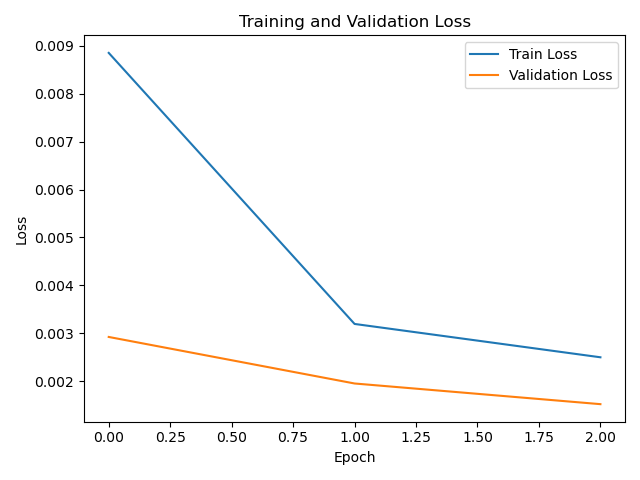 Training and Validation Loss
Train Loss
Validation Loss
0.009
0.008
0.007
0.006
0.005
0.004
0.003
0.002
Loss
0.00 0.25 0.50 0.75 1.00 1.25 1.50 1.75 2.00
Epoch